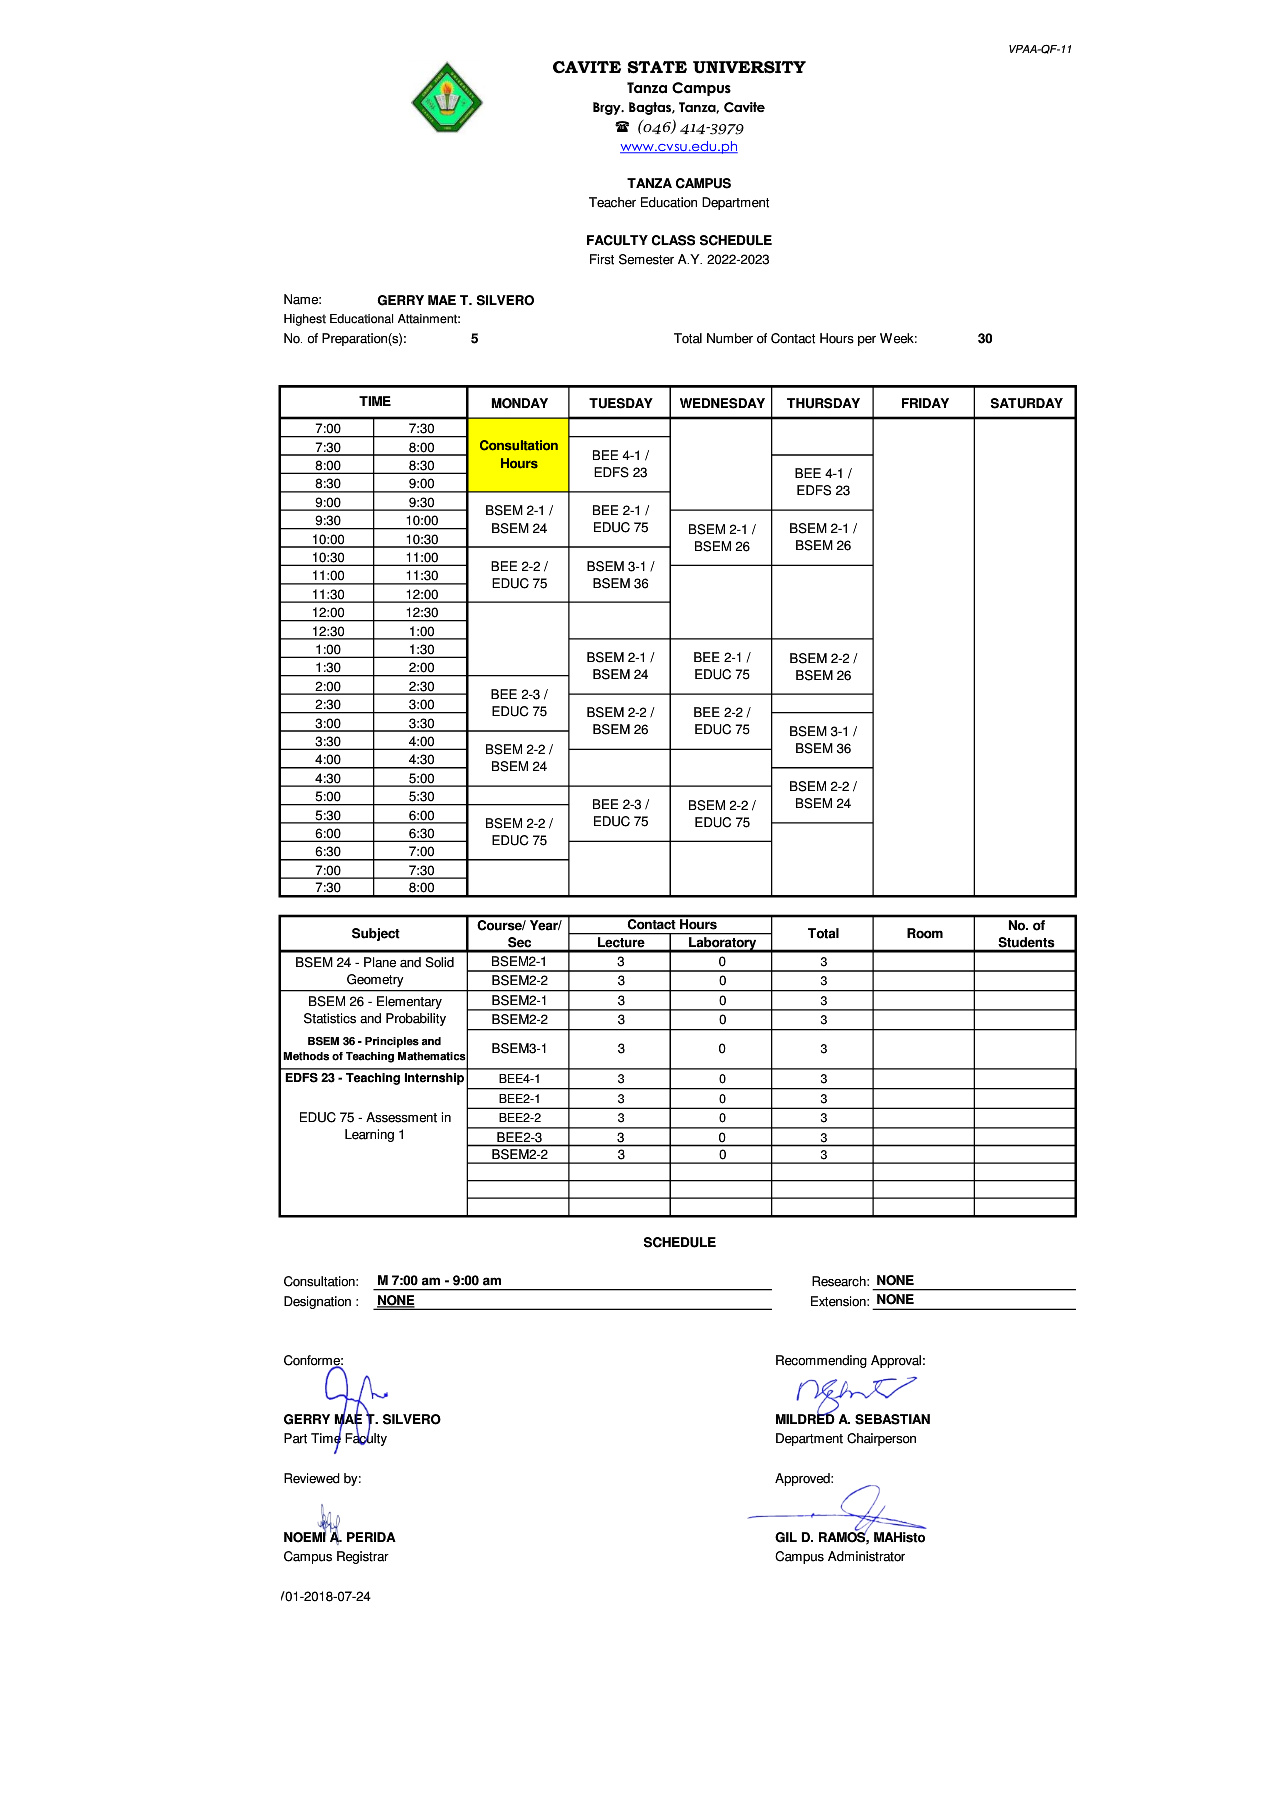 VPAA-QF-11
CAVITE STATE UNIVERSITY
Tanza Campus
Brgy. Bagtas, Tanza, Cavite
☎ (046) 414-3979
www.cvsu.edu.ph
TANZA CAMPUS
Teacher Education Department
FACULTY CLASS SCHEDULE
First Semester A.Y. 2022-2023
Name: GERRY MAE T. SILVERO
Highest Educational Attainment:
No. of Preparation(s): 5 Total Number of Contact Hours per Week: 30
TIME MONDAY TUESDAY WEDNESDAY THURSDAY FRIDAY SATURDAY
7:00 7:30
7:30 8:00
8:00 8:30
8:30 9:00
9:00 9:30
9:30 10:00
10:00 10:30
10:30 11:00
11:00 11:30
11:30 12:00
12:00 12:30
12:30 1:00
1:00 1:30
1:30 2:00
2:00 2:30
2:30 3:00
3:00 3:30
3:30 4:00
4:00 4:30
4:30 5:00
5:00 5:30
5:30 6:00
6:00 6:30
6:30 7:00
7:00 7:30
7:30 8:00
Consultation
Hours
BSEM 2-1 /
BSEM 24
BEE 2-2 /
EDUC 75
BEE 2-3 /
EDUC 75
BSEM 2-2 /
BSEM 24
BSEM 2-2 /
EDUC 75
BEE 4-1 /
EDFS 23
BEE 2-1 /
EDUC 75
BSEM 3-1 /
BSEM 36
BSEM 2-1 /
BSEM 24
BSEM 2-2 /
BSEM 26
BEE 2-3 /
EDUC 75
BSEM 2-1 /
BSEM 26
BEE 2-1 /
EDUC 75
BEE 2-2 /
EDUC 75
BSEM 2-2 /
EDUC 75
BEE 4-1 /
EDFS 23
BSEM 2-1 /
BSEM 26
BSEM 2-2 /
BSEM 26
BSEM 3-1 /
BSEM 36
BSEM 2-2 /
BSEM 24
Subject Course/ Year/ Sec Contact Hours Total Room No. of Students
Lecture Laboratory
BSEM 24 - Plane and Solid
Geometry
BSEM2-1 3 0 3
BSEM2-2 3 0 3
BSEM 26 - Elementary
Statistics and Probability
BSEM2-1 3 0 3
BSEM2-2 3 0 3
BSEM 36 - Principles and
Methods of Teaching Mathematics
BSEM3-1 3 0 3
EDFS 23 - Teaching Internship BEE4-1 3 0 3
EDUC 75 - Assessment in
Learning 1
BEE2-1 3 0 3
BEE2-2 3 0 3
BEE2-3 3 0 3
BSEM2-2 3 0 3
SCHEDULE
Consultation: M 7:00 am - 9:00 am Research: NONE
Designation : NONE Extension: NONE
Conforme: Recommending Approval:
GERRY MAE T. SILVERO MILDRED A. SEBASTIAN
Part Time Faculty Department Chairperson
Reviewed by: Approved:
NOEMI A. PERIDA GIL D. RAMOS, MAHisto
Campus Registrar Campus Administrator
/01-2018-07-24